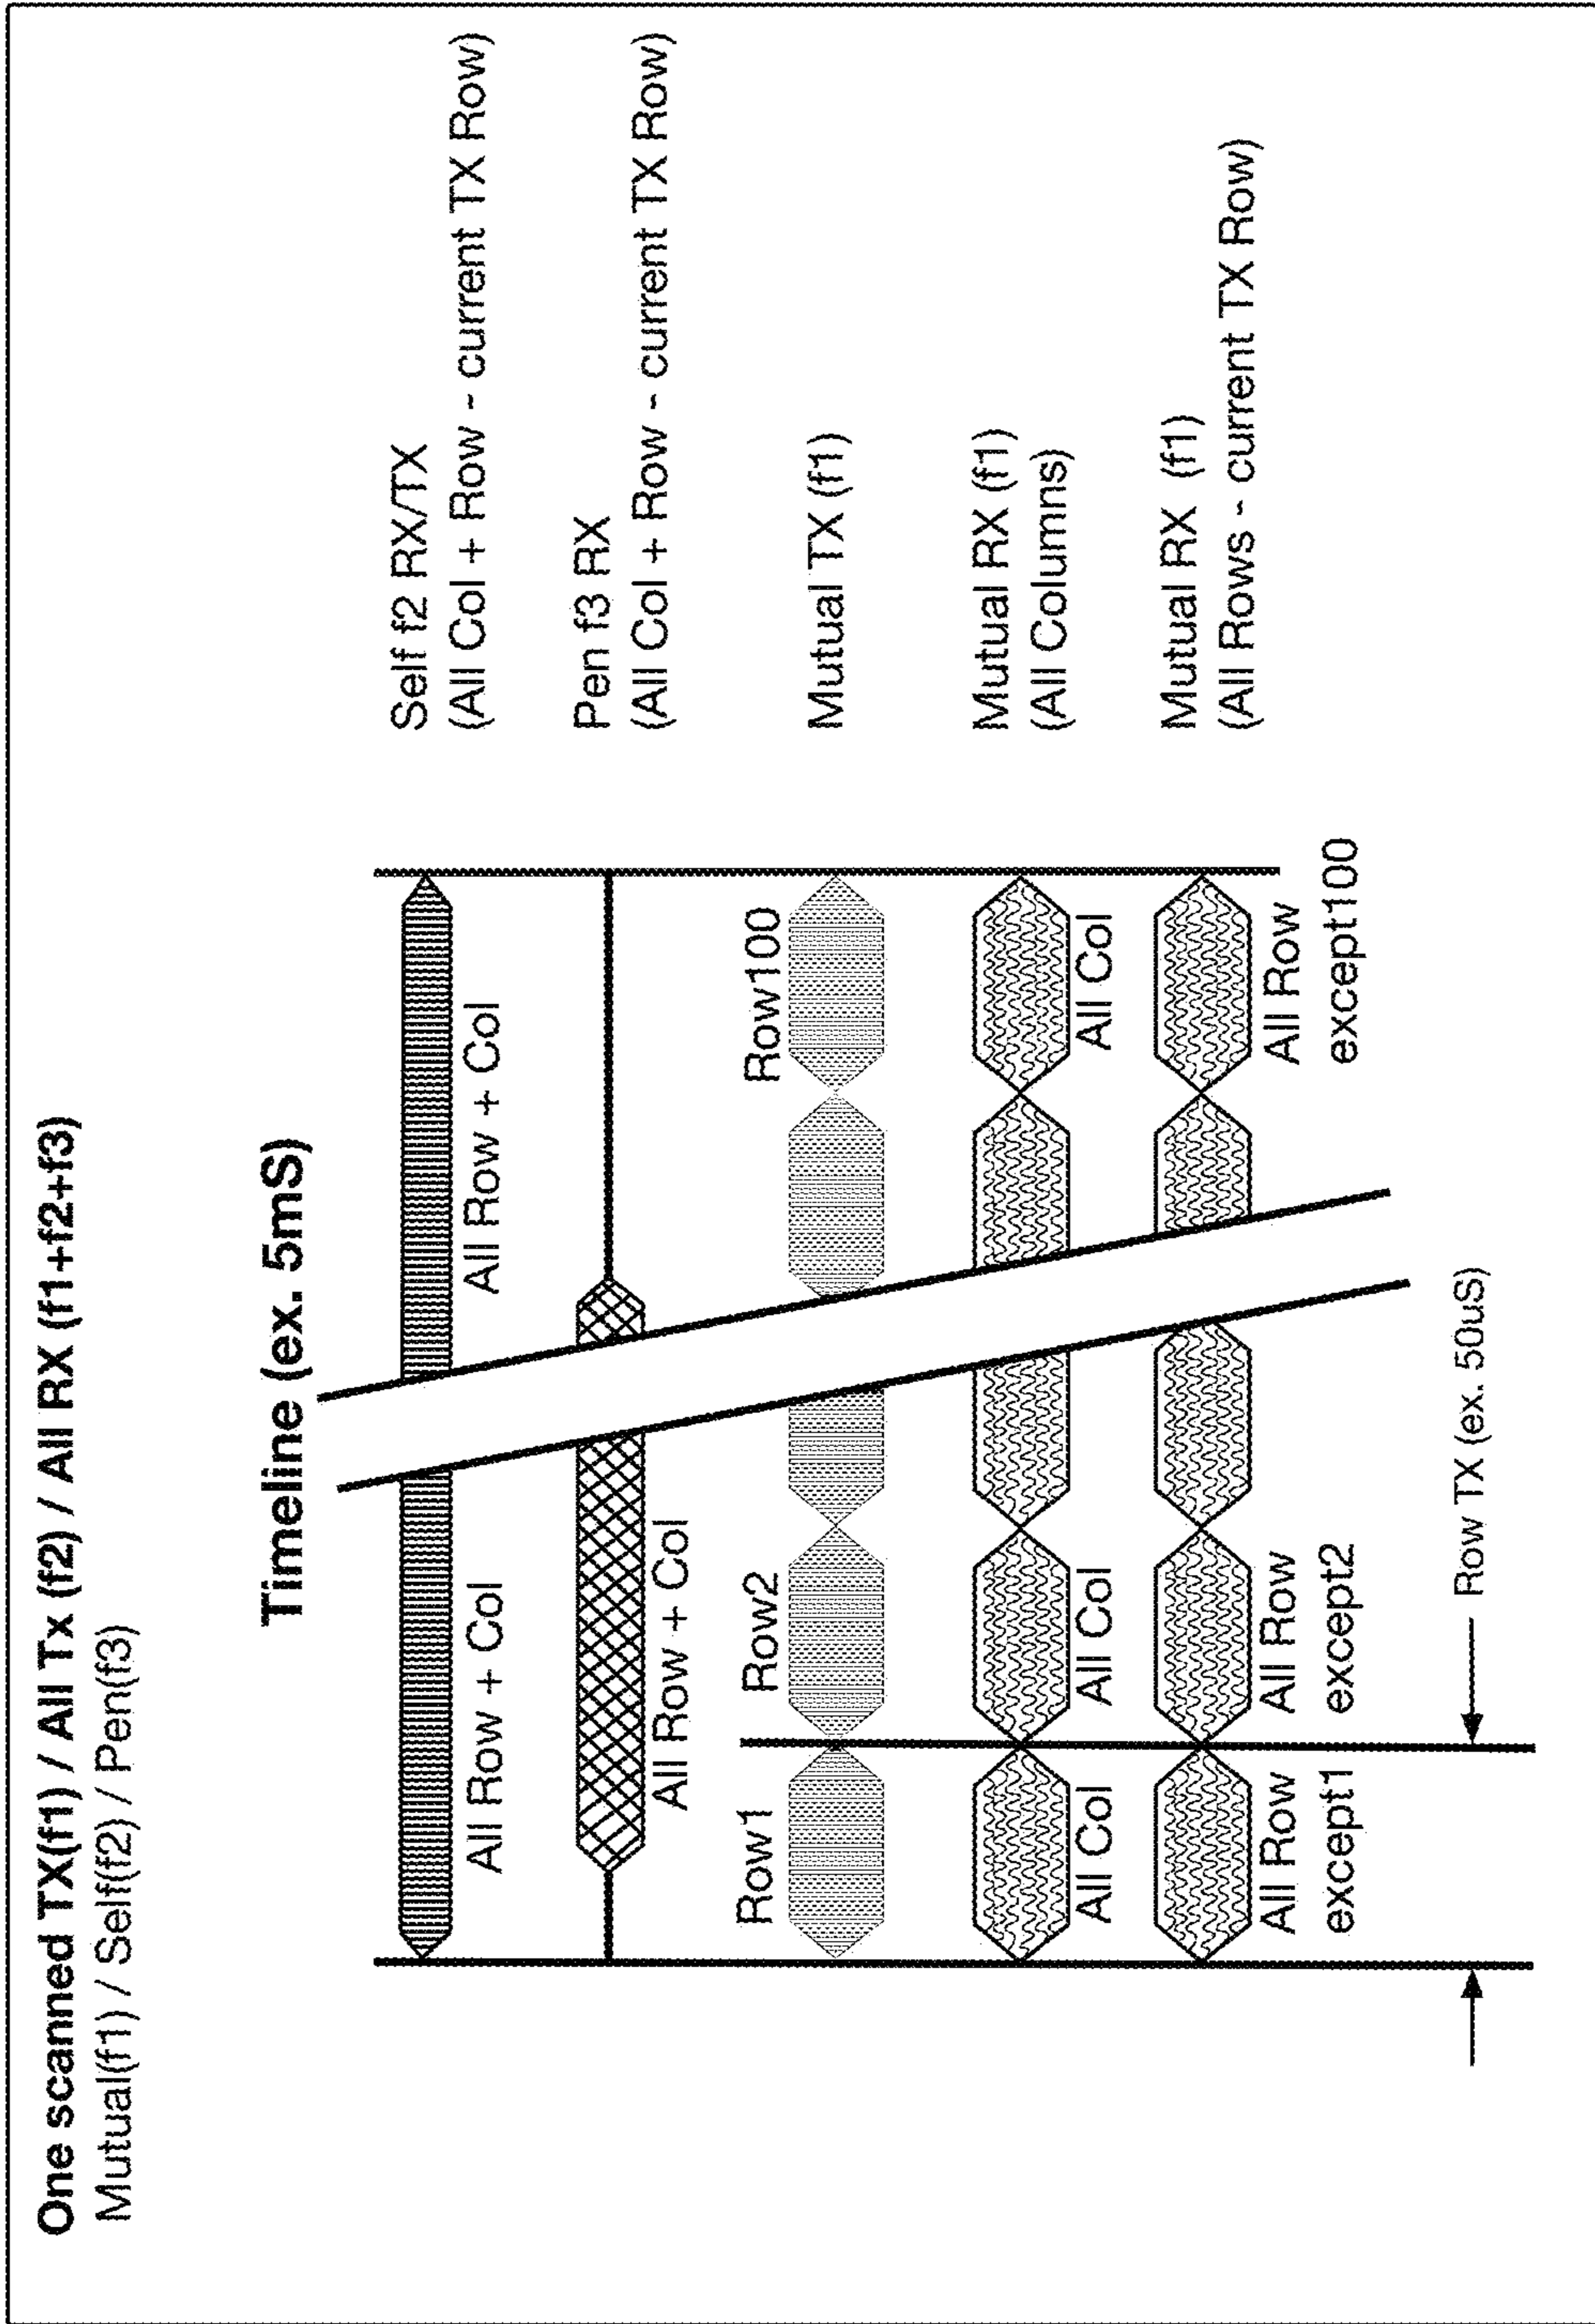 One scanned TX(f1) / All Tx (f2) / All RX (f1+f2+f3)
Mutual(f1) / Self(f2) / Pen(f3)
Timeline (ex. 5mS)
All Row + Col
All Row + Col
Self f2 RX/TX
(All Col + Row - current TX Row)
All Row + Col
Pen f3 RX
(All Col + Row - current TX Row)
Row1
Row2
Row100
Mutual TX (f1)
All Col
All Col
All Col
Mutual RX (f1)
(All Columns)
All Row
except1
All Row
except2
All Row
except100
Mutual RX (f1)
(All Rows - current TX Row)
Row TX (ex. 50uS)